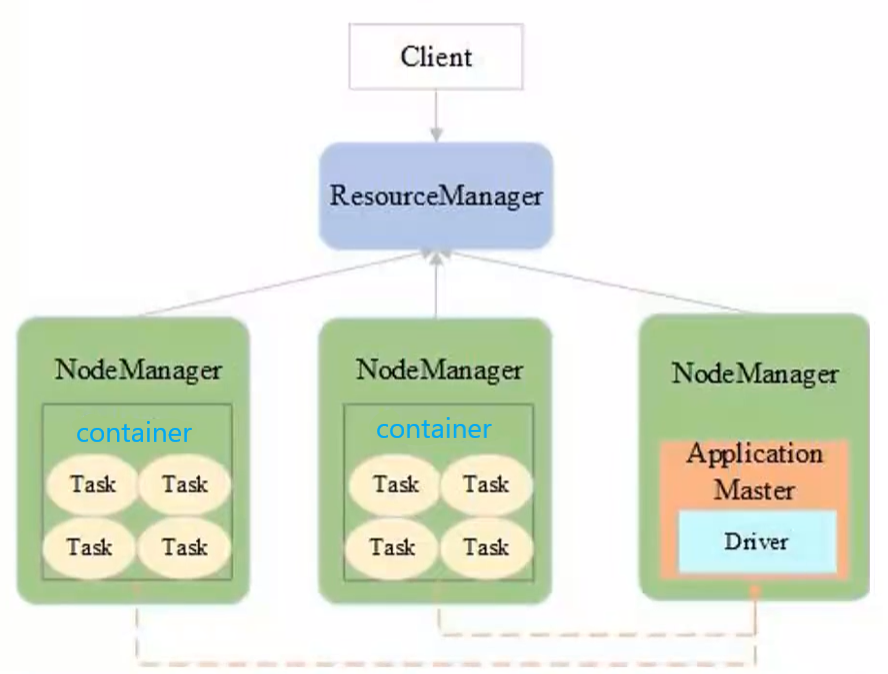 Client
ResourceManager
NodeManager
container
Task Task
Task Task
NodeManager
container
Task Task
Task Task
NodeManager
Application
Master
Driver